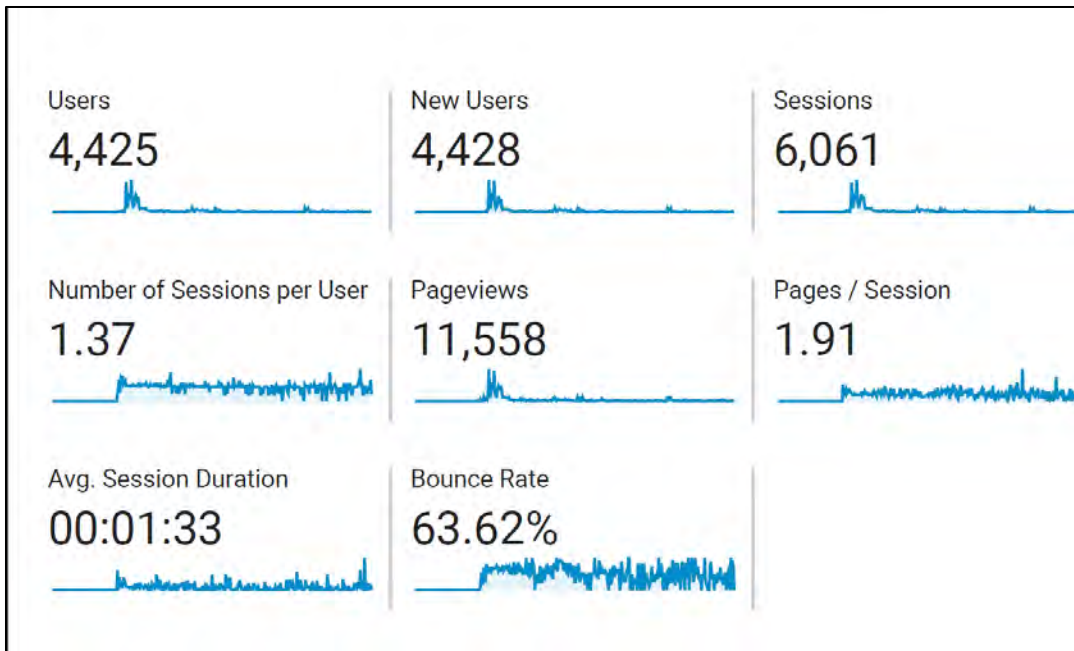 Users
4,425
New Users
4,428
Sessions
6,061
Number of Sessions per User
1.37
Pageviews
11,558
Pages / Session
1.91
Avg. Session Duration
00:01:33
Bounce Rate
63.62%